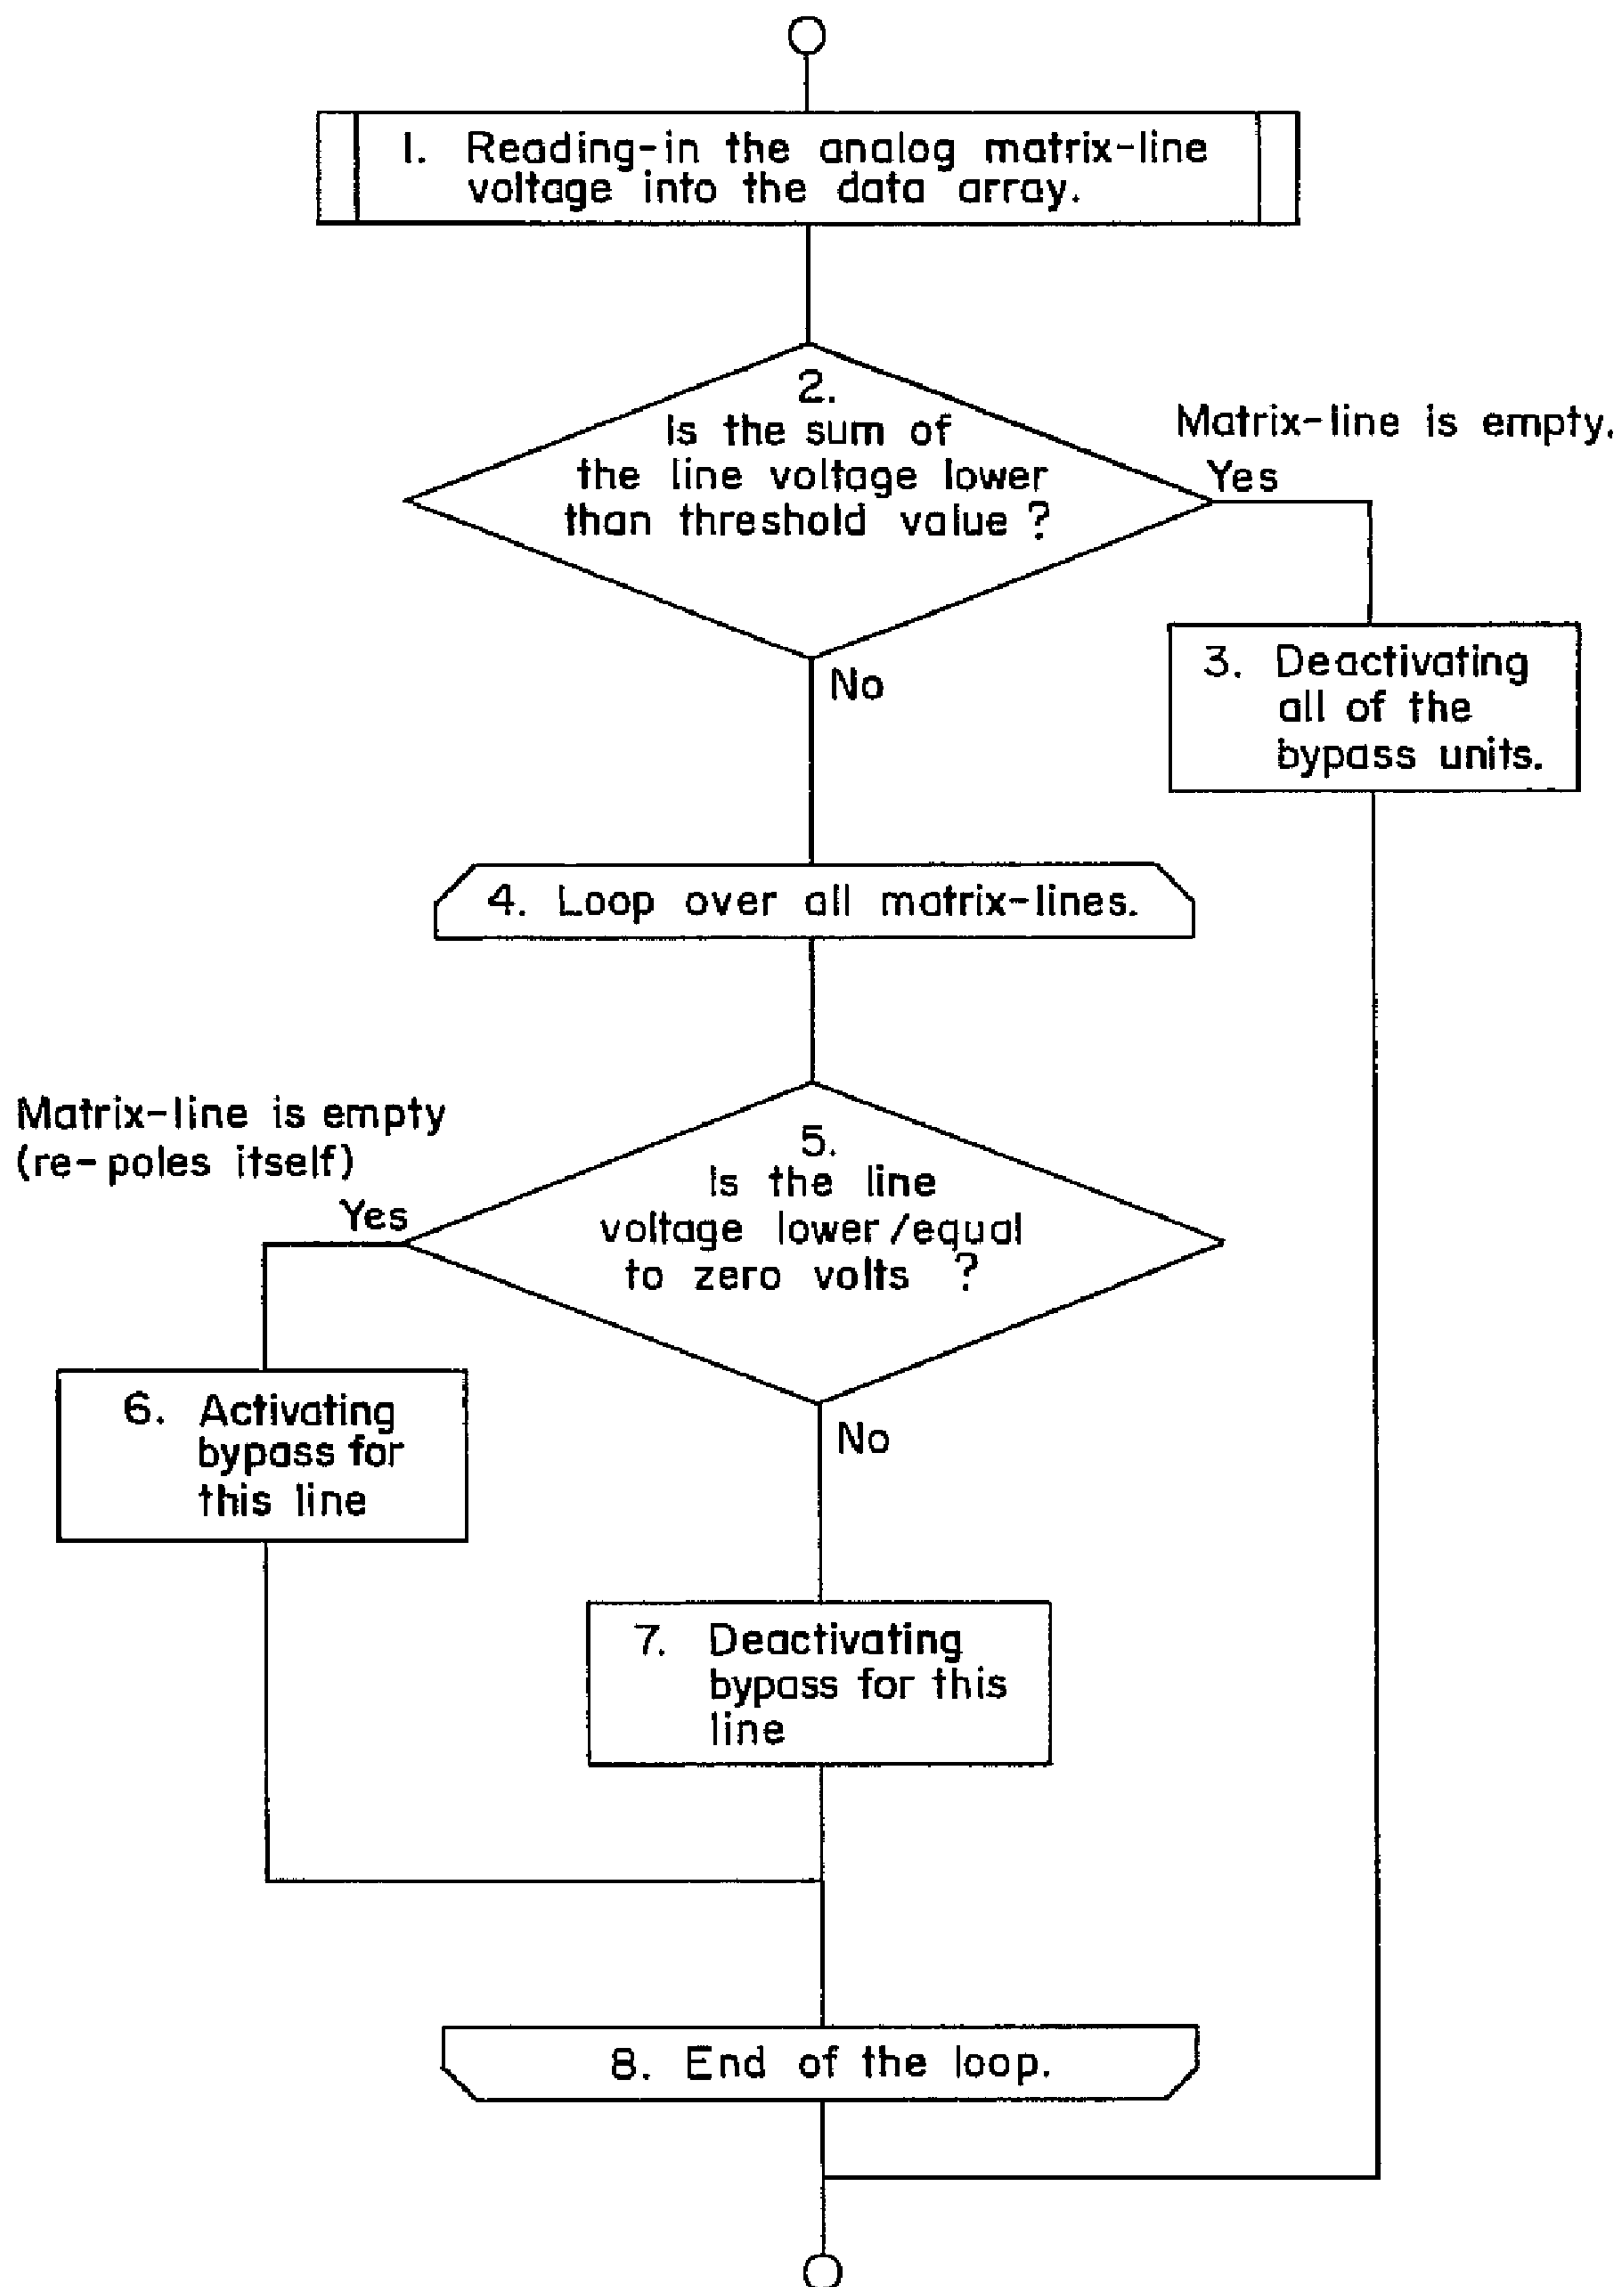 1. Reading-in the analog matrix-line
voltage into the data array.
2.
Is the sum of
the line voltage lower
than threshold value ?
Matrix-line is empty.
Yes
No
3. Deactivating
all of the
bypass units.
4. Loop over all matrix-lines.
Matrix-line is empty
(re-poles itself)
Yes
5.
Is the line
voltage lower/equal
to zero volts ?
6. Activating
bypass for
this line
No
7. Deactivating
bypass for this
line
8. End of the loop.